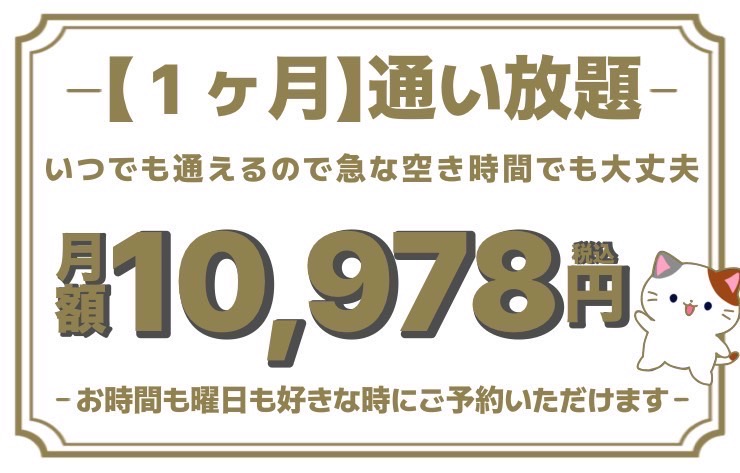 【1ヶ月】通い放題
いつでも通えるので急な空き時間でも大丈夫
月額10,978円税込
-お時間も曜日も好きな時にご予約いただけます-